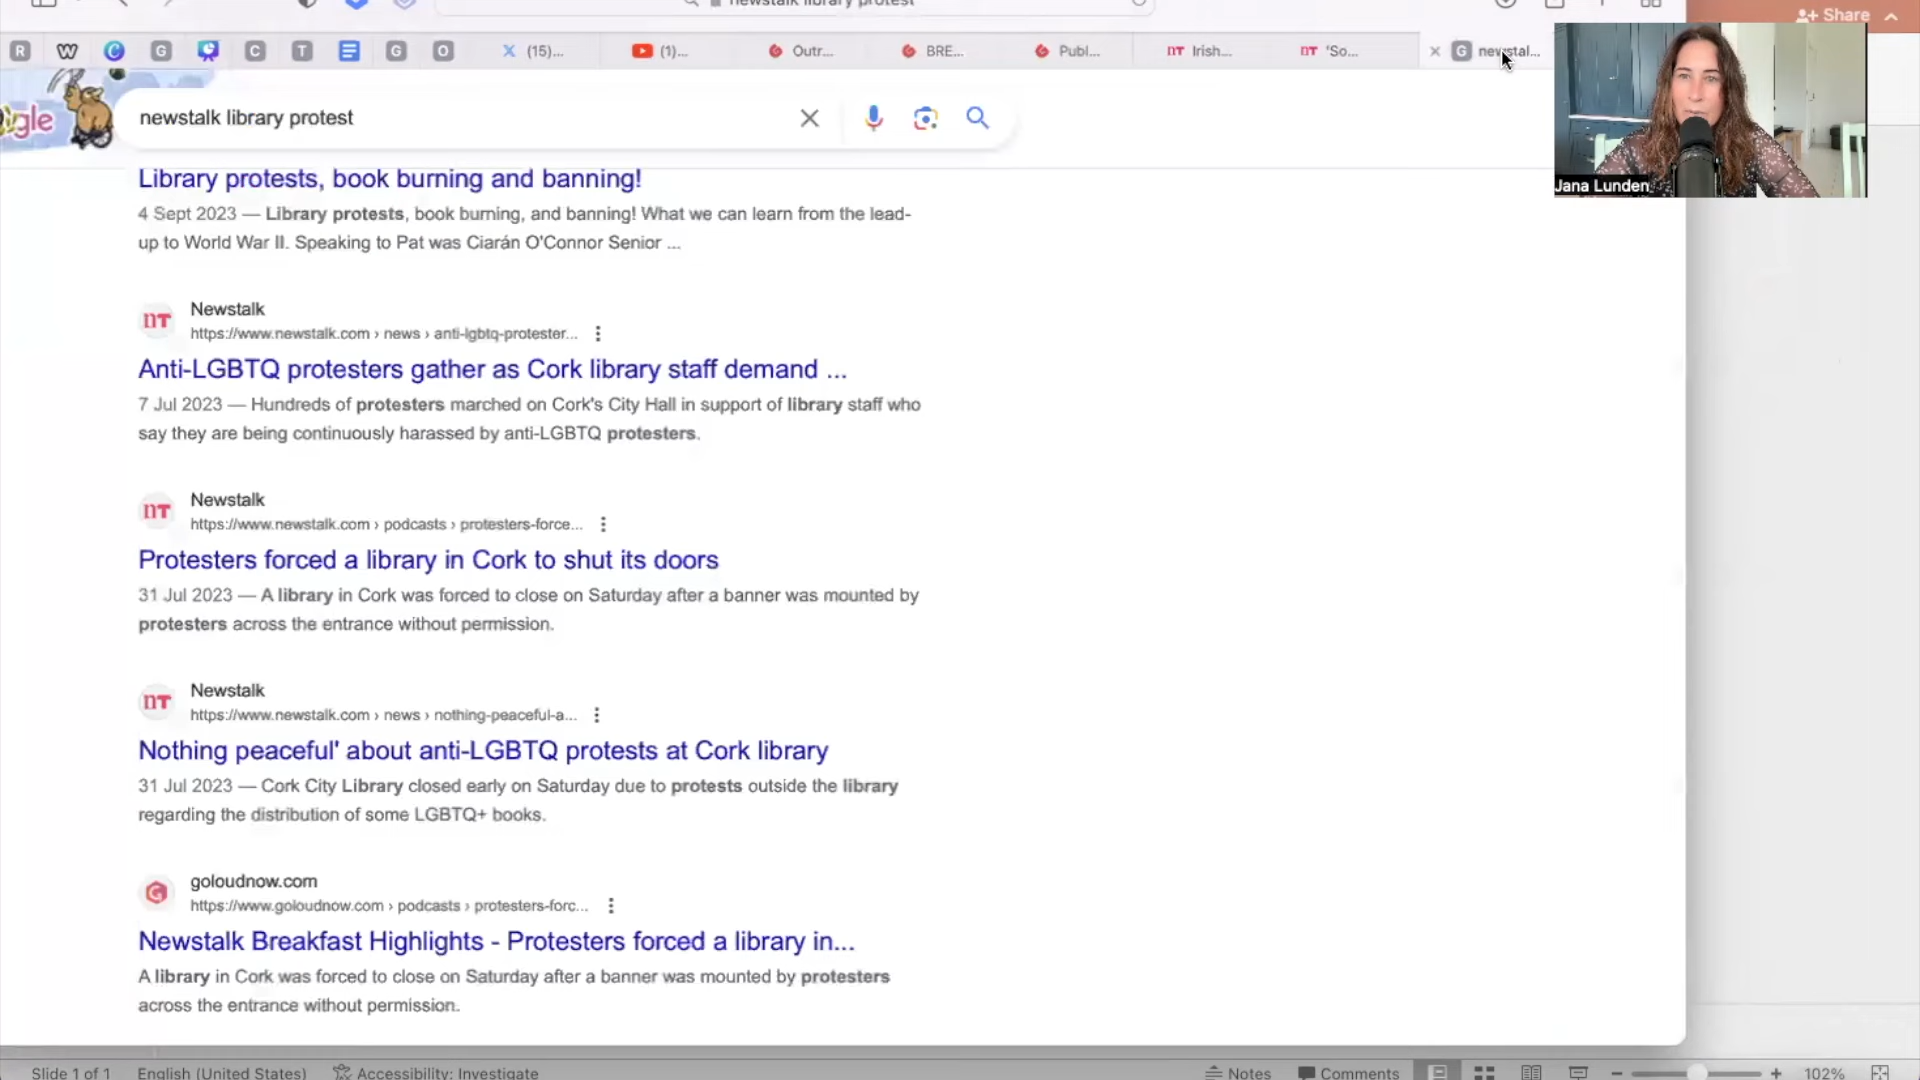 newstalk library protest
Share
R
W
C
G
C
T
G
O
X (15)...
(1)...
Outr...
BRE...
Publ...
nT Irish...
nT 'So...
G newstal...
gle
newstalk library protest
Jana Lunden
Library protests, book burning and banning!
4 Sept 2023 — Library protests, book burning, and banning! What we can learn from the lead-
up to World War II. Speaking to Pat was Ciarán O'Connor Senior ...
nT
Newstalk
https://www.newstalk.com › news › anti-lgbtq-protester...
Anti-LGBTQ protesters gather as Cork library staff demand ...
7 Jul 2023 — Hundreds of protesters marched on Cork's City Hall in support of library staff who
say they are being continuously harassed by anti-LGBTQ protesters.
nT
Newstalk
https://www.newstalk.com › podcasts › protesters-force...
Protesters forced a library in Cork to shut its doors
31 Jul 2023 — A library in Cork was forced to close on Saturday after a banner was mounted by
protesters across the entrance without permission.
nT
Newstalk
https://www.newstalk.com › news › nothing-peaceful-a...
Nothing peaceful' about anti-LGBTQ protests at Cork library
31 Jul 2023 — Cork City Library closed early on Saturday due to protests outside the library
regarding the distribution of some LGBTQ+ books.
goloudnow.com
https://www.goloudnow.com › podcasts › protesters-forc...
Newstalk Breakfast Highlights - Protesters forced a library in...
A library in Cork was forced to close on Saturday after a banner was mounted by protesters
across the entrance without permission.
Slide 1 of 1
English (United States)
Accessibility: Investigate
Notes
Comments
102%